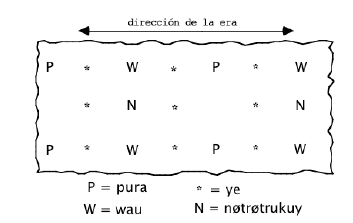 dirección de la era
P * W * P * W
* N * * N
P * W * P * W
P = pura * = ye
W = wau N = nøtrøtrukuy